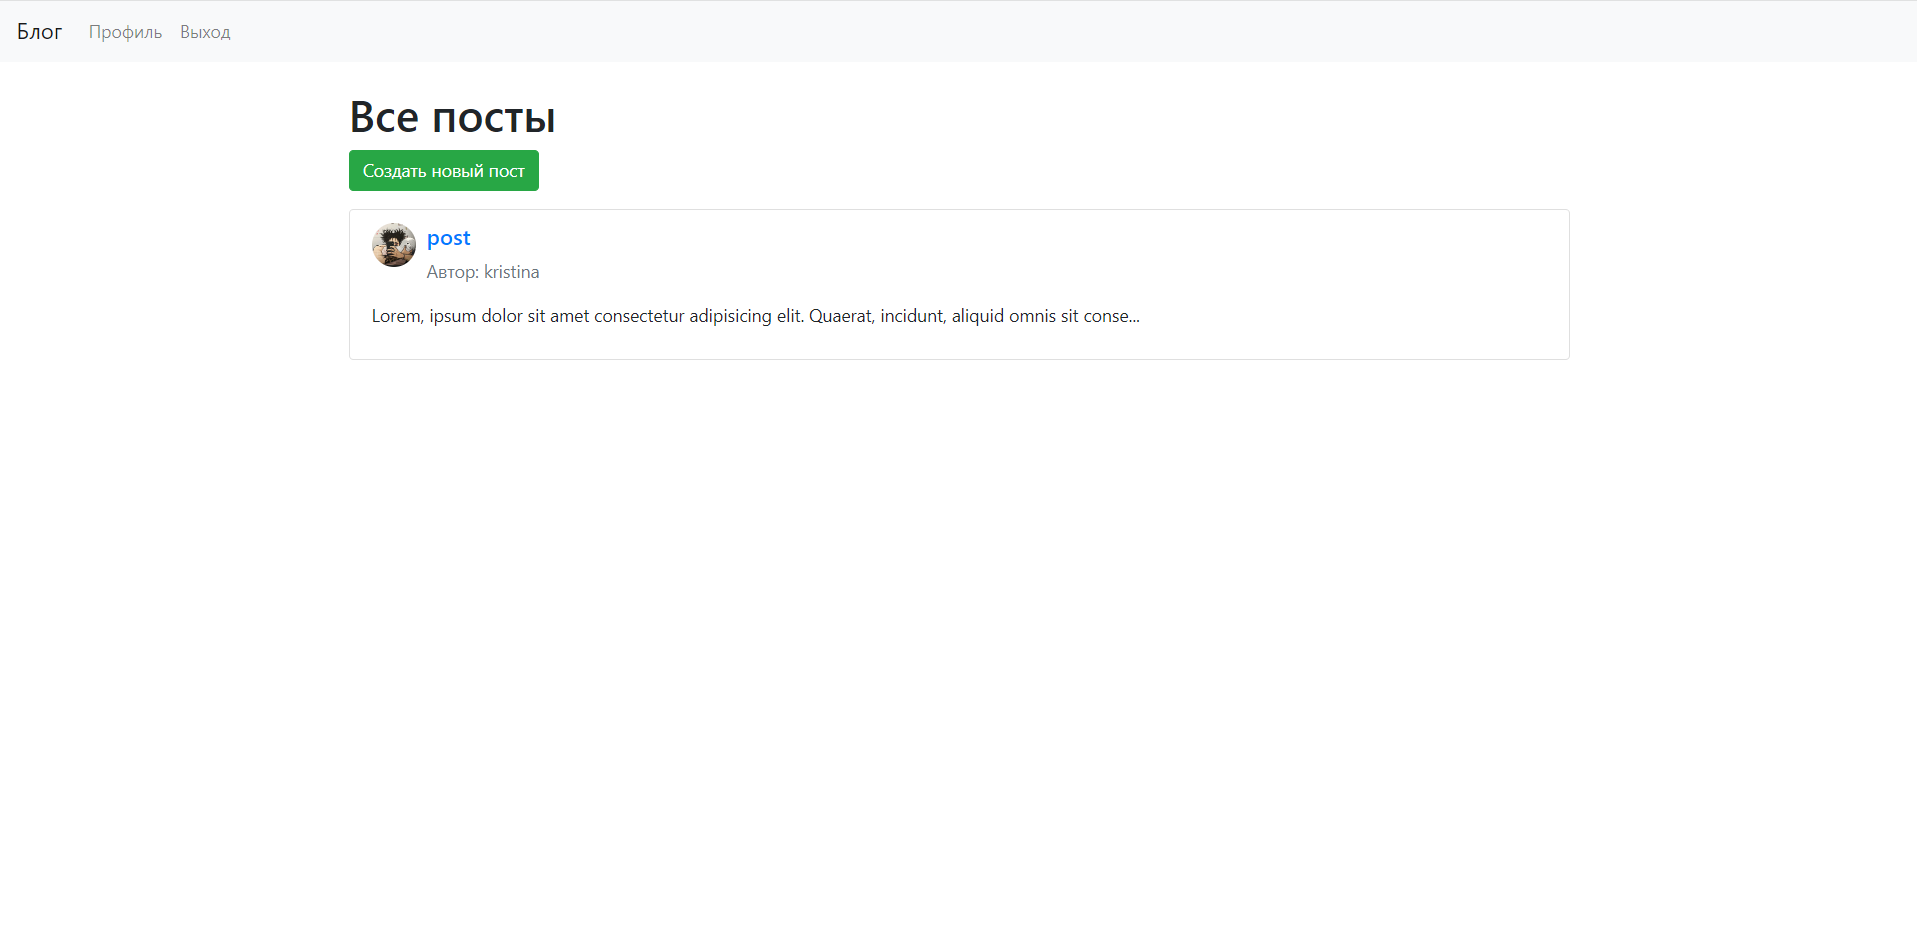 Блог Профиль Выход
Все посты
Создать новый пост
post
Автор: kristina
Lorem, ipsum dolor sit amet consectetur adipisicing elit. Quaerat, incidunt, aliquid omnis sit conse...